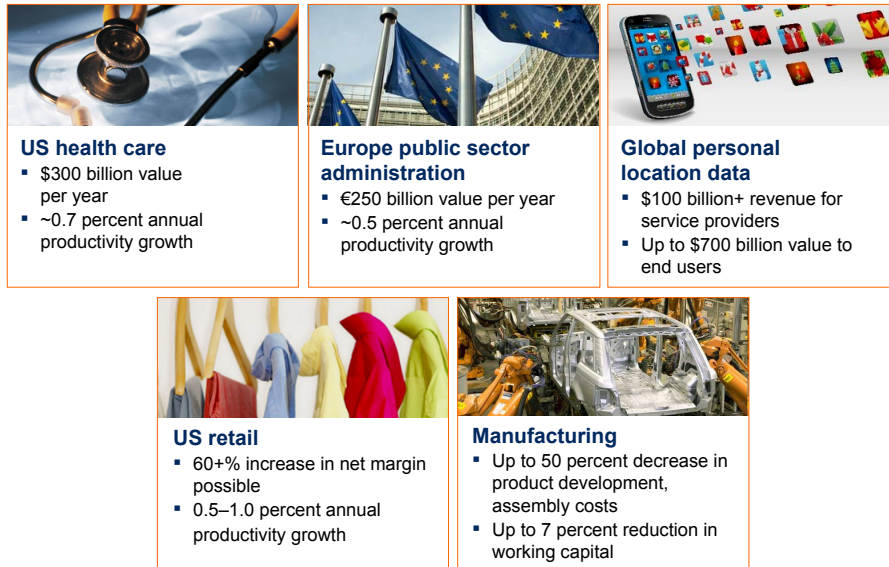 US health care
▪ $300 billion value
per year
▪ ~0.7 percent annual
productivity growth
Europe public sector
administration
▪ €250 billion value per year
▪ ~0.5 percent annual
productivity growth
Global personal
location data
▪ $100 billion+ revenue for
service providers
▪ Up to $700 billion value to
end users
US retail
▪ 60+% increase in net margin
possible
▪ 0.5–1.0 percent annual
productivity growth
Manufacturing
▪ Up to 50 percent decrease in
product development,
assembly costs
▪ Up to 7 percent reduction in
working capital